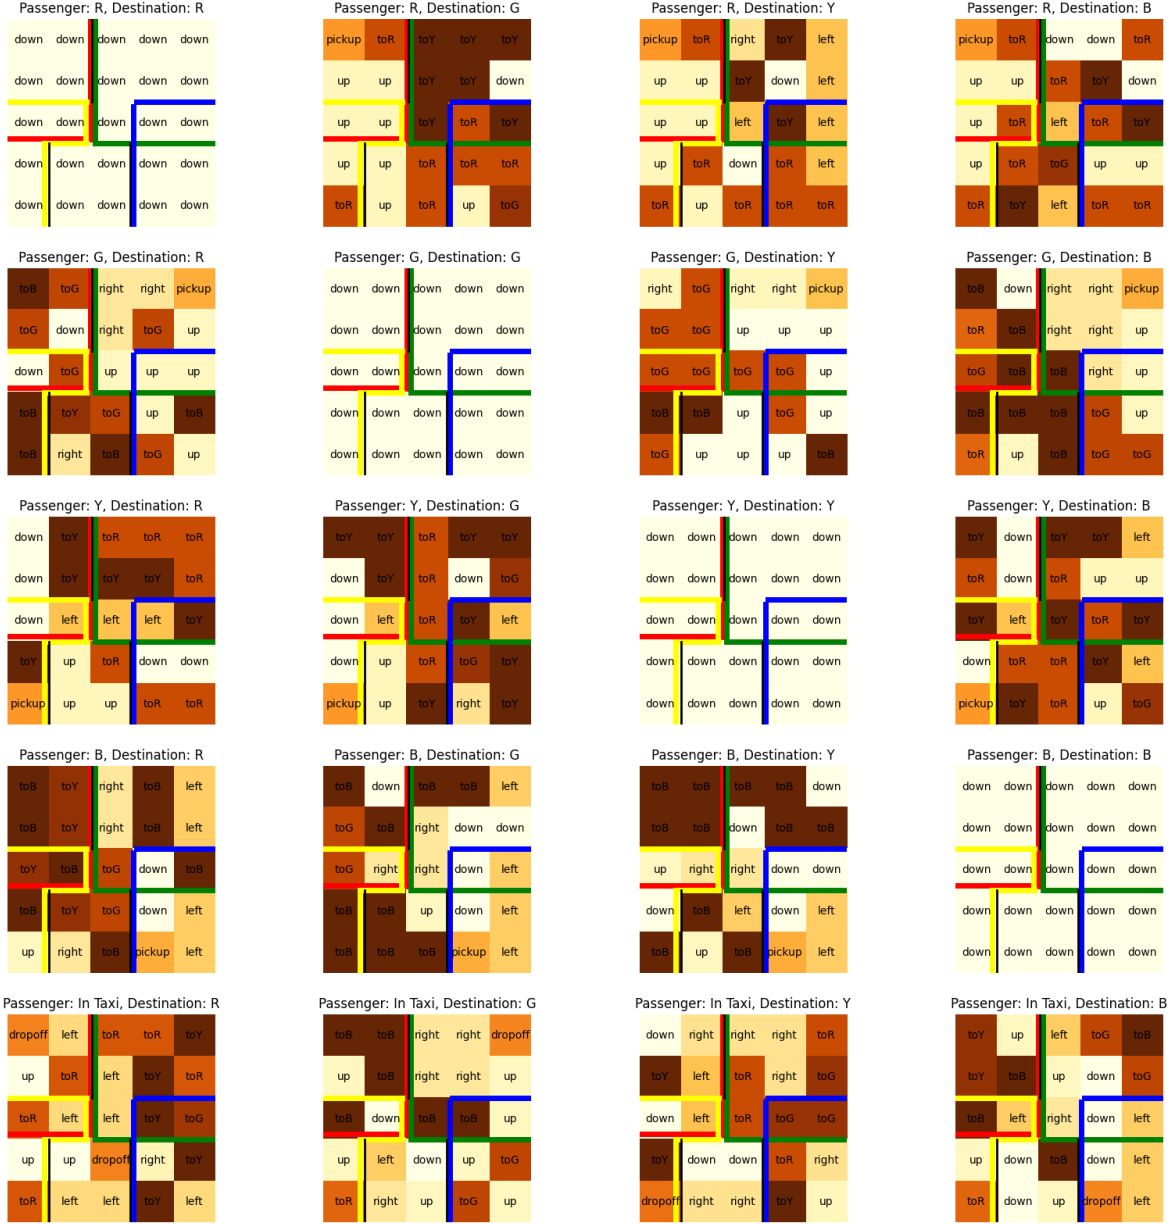 Passenger: R, Destination: R Passenger: R, Destination: G Passenger: R, Destination: Y Passenger: R, Destination: B
down down down down down pickup toR toY toY toY pickup toR right toY left pickup toR down down toR
down down down down down up up toY toY down up up toY down left up up toR toY down
down down down down down up up toY toR toY up up left toY left up toR left toR toY
down down down down down up up toR toR toR up toR down toR left up toR toG up up
down down down down down toR up toR up toG toR up toR toR toR toR toY left toR toR
Passenger: G, Destination: R Passenger: G, Destination: G Passenger: G, Destination: Y Passenger: G, Destination: B
toB toG right right pickup down down down down down right toG right right pickup toB down right right pickup
toG down right toG up down down down down down toG toG up up up toR toB right right up
down toG up up up down down down down down toG toG toG toG up toG toB toB right up
toB toY toG up toB down down down down down toB toB up toG up toB toB toB toG up
toB right toB toG up down down down down down toG up up up toB toR up toB toG toG
Passenger: Y, Destination: R Passenger: Y, Destination: G Passenger: Y, Destination: Y Passenger: Y, Destination: B
down toY toR toR toR toY toY toR toY toY down down down down down toY down toY toY left
down toY toY toY toR down toY toR down toG down down down down down toR down toR up up
down left left left toY down left toR toY left down down down down down toY left toY toR toY
toY up toR down down down up toR toG toY down down down down down down toR toR toY left
pickup up up toR toR pickup up toY right toY down down down down down pickup toY toR up toG
Passenger: B, Destination: R Passenger: B, Destination: G Passenger: B, Destination: Y Passenger: B, Destination: B
toB toY right toB left toB down toB toB left toB toB toB toB down down down down down down
toB toY right toB left toG toB right down down toB toB down toB toB down down down down down
toY toB toG down toB toG right right down left up right right down left down down down down down
toB toY toG down left toB toB up down left down toB left down left down down down down down
up right toB pickup left toB toB toB pickup left toB up toB pickup left down down down down down
Passenger: In Taxi, Destination: R Passenger: In Taxi, Destination: G Passenger: In Taxi, Destination: Y Passenger: In Taxi, Destination: B
dropoff left toR toR toY toB toB right right dropoff down right right right toR toY up left toG toB
up toR left toY toR up toB right right up toY left toR right toG toY toB up down toG
toR left left toY toG toB down toB toB up down left toR toG toG toB left right down left
up up dropoff right toY up left down up toG toY down down toR right up down toB down left
toR left left toY left toR right up toG up dropoff right right toY up toR down up dropoff left